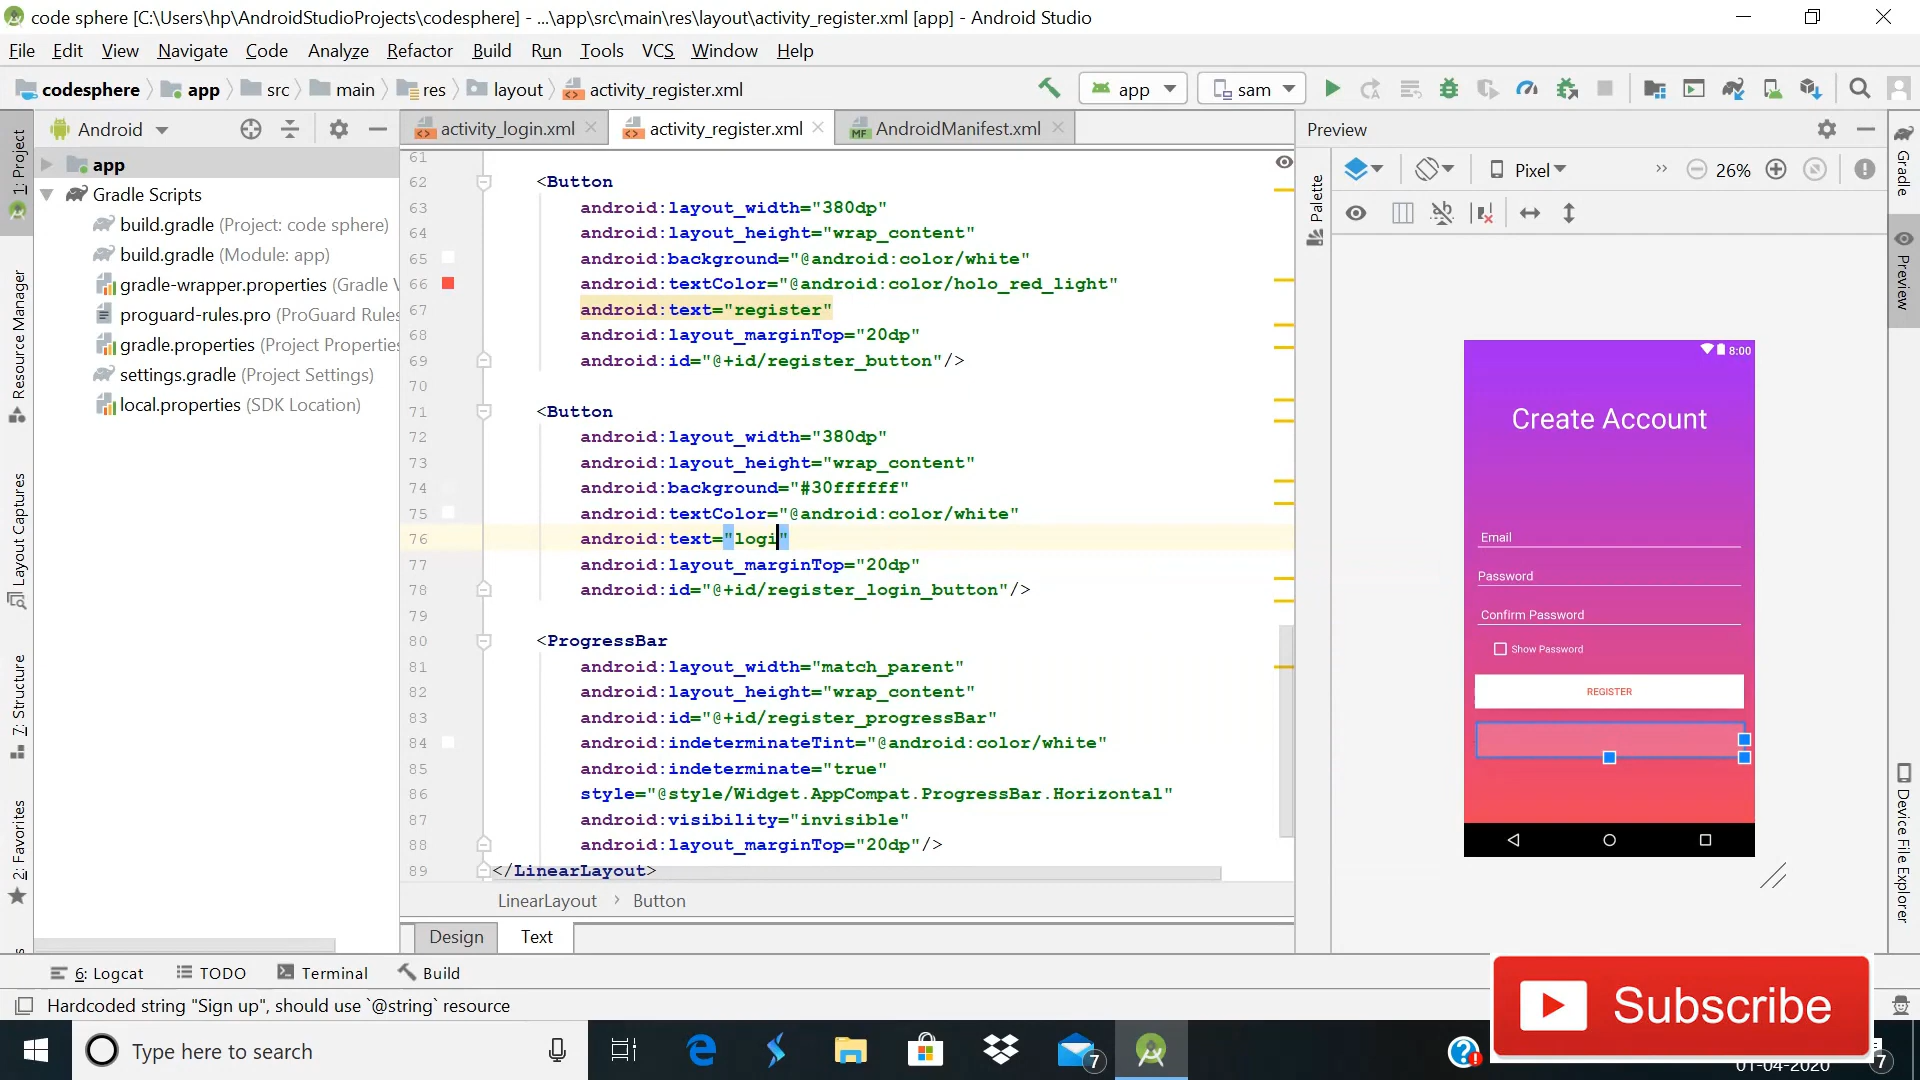 code sphere [C:\Users\hp\AndroidStudioProjects\codesphere] - ...\app\src\main\res\layout\activity_register.xml [app] - Android Studio
File Edit View Navigate Code Analyze Refactor Build Run Tools VCS Window Help
codesphere app src main res layout activity_register.xml app sam
Android activity_login.xml activity_register.xml AndroidManifest.xml Preview
app
Gradle Scripts
build.gradle (Project: code sphere)
build.gradle (Module: app)
gradle-wrapper.properties (Gradle
proguard-rules.pro (ProGuard Rules
gradle.properties (Project Properties
settings.gradle (Project Settings)
local.properties (SDK Location)
1: Project
Resource Manager
Layout Captures
7: Structure
2: Favorites
61
62 <Button
63 android:layout_width="380dp"
64 android:layout_height="wrap_content"
65 android:background="@android:color/white"
66 android:textColor="@android:color/holo_red_light"
67 android:text="register"
68 android:layout_marginTop="20dp"
69 android:id="@+id/register_button"/>
70
71 <Button
72 android:layout_width="380dp"
73 android:layout_height="wrap_content"
74 android:background="#30ffffff"
75 android:textColor="@android:color/white"
76 android:text="logi"
77 android:layout_marginTop="20dp"
78 android:id="@+id/register_login_button"/>
79
80 <ProgressBar
81 android:layout_width="match_parent"
82 android:layout_height="wrap_content"
83 android:id="@+id/register_progressBar"
84 android:indeterminateTint="@android:color/white"
85 android:indeterminate="true"
86 style="@style/Widget.AppCompat.ProgressBar.Horizontal"
87 android:visibility="invisible"
88 android:layout_marginTop="20dp"/>
89 </LinearLayout>
LinearLayout › Button
Design Text
Palette
Pixel » 26%
8:00
Create Account
Email
Password
Confirm Password
Show Password
REGISTER
Gradle
Preview
Device File Explorer
6: Logcat TODO Terminal Build
Hardcoded string "Sign up", should use `@string` resource
Subscribe
Type here to search
7
01-04-2020
7